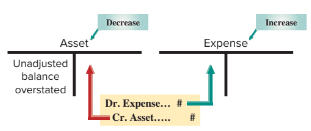 Decrease
Increase
Asset
Expense
Unadjusted
balance
overstated
Dr. Expense... #
Cr. Asset..... #